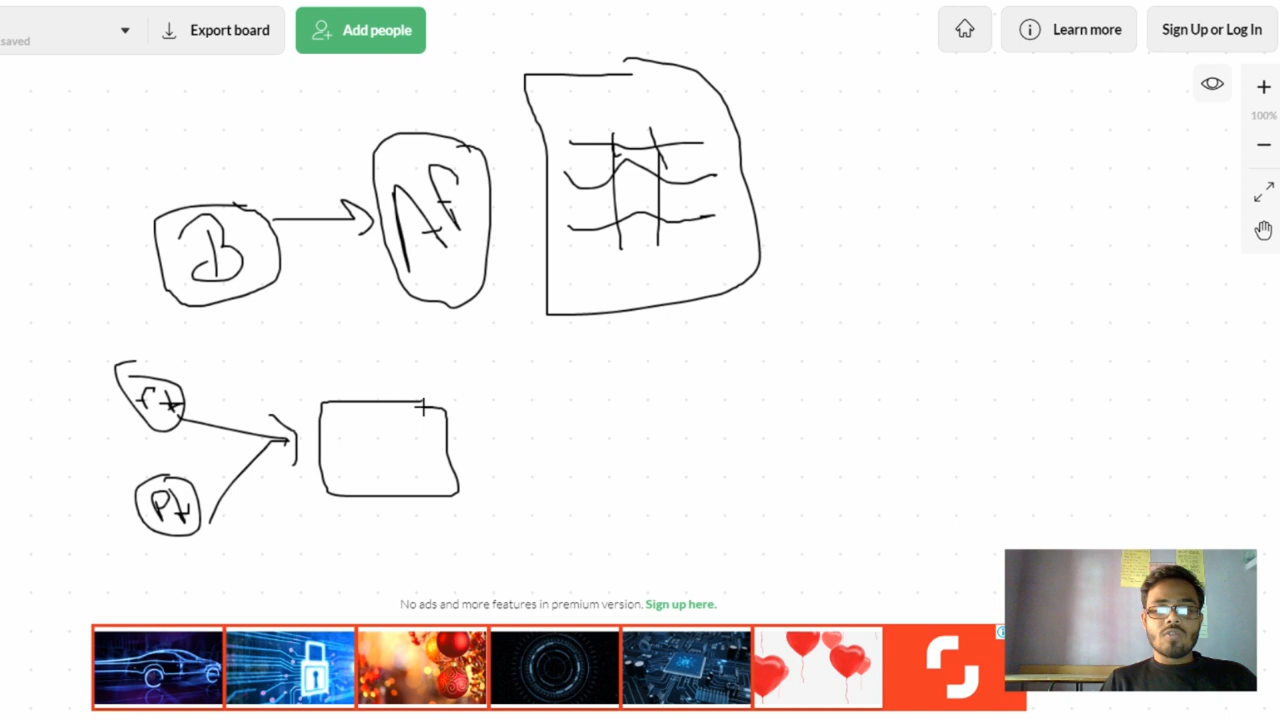 saved
Export board
Add people
Learn more
Sign Up or Log In
100%
B
AF
Pt
No ads and more features in premium version. Sign up here.